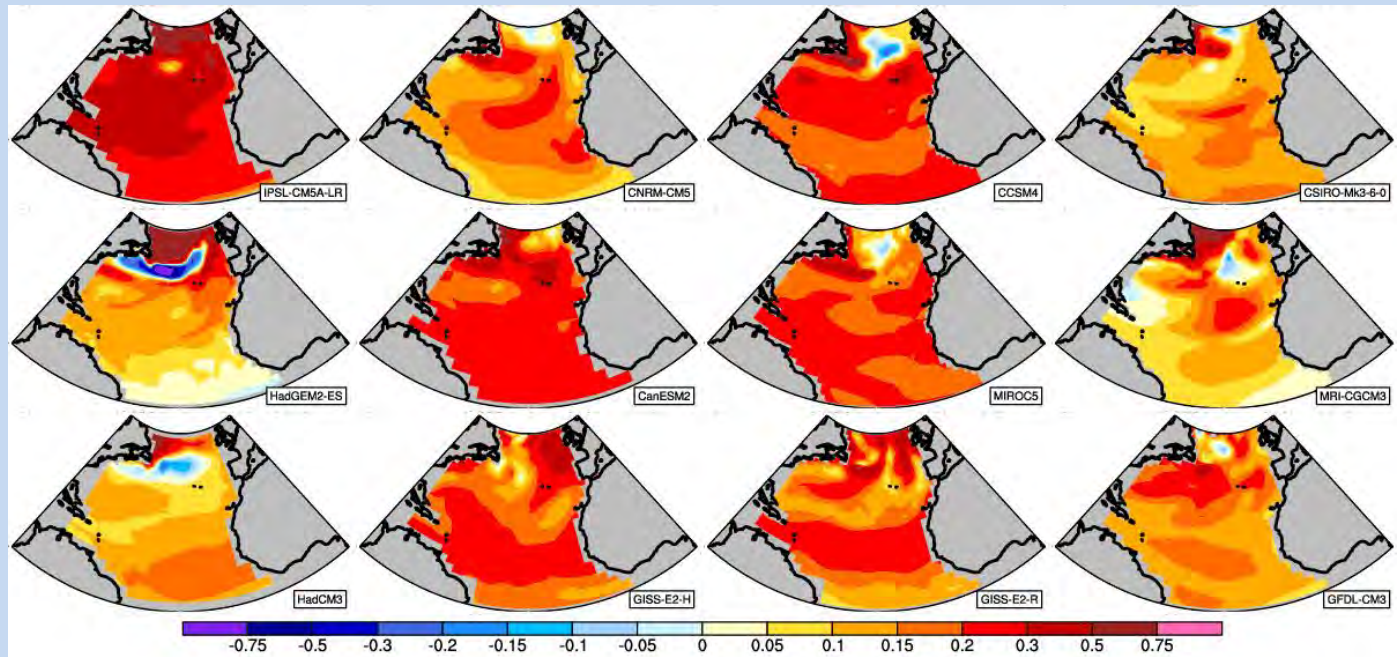 IPSL-CM5A-LR CNRM-CM5 CCSM4 CSIRO-Mk3-6-0
HadGEM2-ES CanESM2 MIROC5 MRI-CGCM3
HadCM3 GISS-E2-H GISS-E2-R GFDL-CM3
-0.75 -0.5 -0.3 -0.2 -0.15 -0.1 -0.05 0 0.05 0.1 0.15 0.2 0.3 0.5 0.75